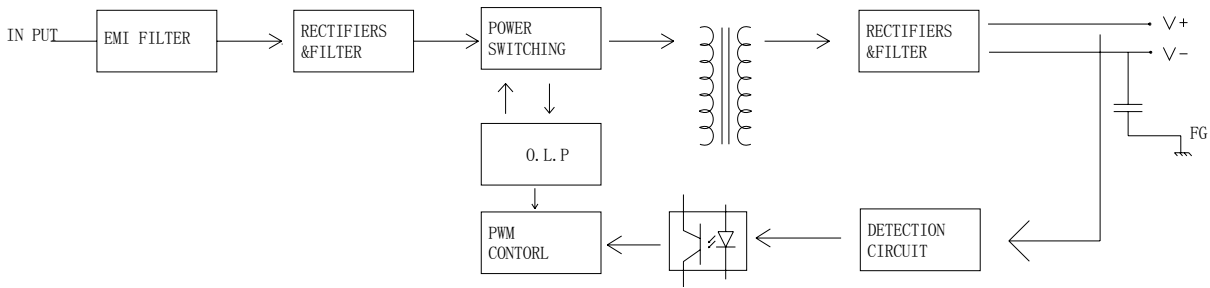 IN PUT
EMI FILTER
RECTIFIERS
&FILTER
POWER
SWITCHING
RECTIFIERS
&FILTER
V+
V-
FG
O.L.P
PWM
CONTORL
DETECTION
CIRCUIT